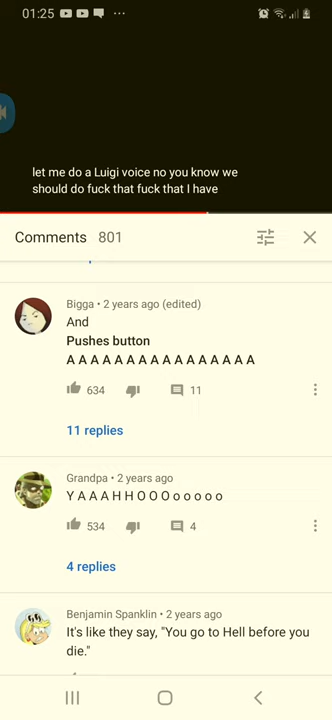 01:25
let me do a Luigi voice no you know we
should do fuck that fuck that I have
Comments 801
Bigga • 2 years ago (edited)
And
Pushes button
A A A A A A A A A A A A A A A A
634 11
11 replies
Grandpa • 2 years ago
Y A A A H H O O O o o o o o
534 4
4 replies
Benjamin Spanklin • 2 years ago
It's like they say, "You go to Hell before you
die."